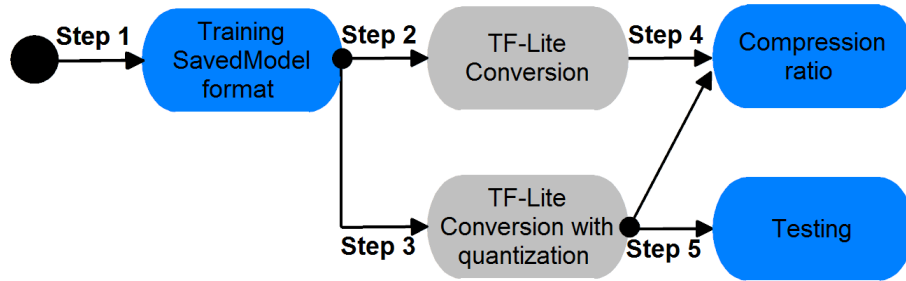 Step 1
Training
SavedModel
format
Step 2
TF-Lite
Conversion
Step 4
Compression
ratio
Step 3
TF-Lite
Conversion with
quantization
Step 5
Testing